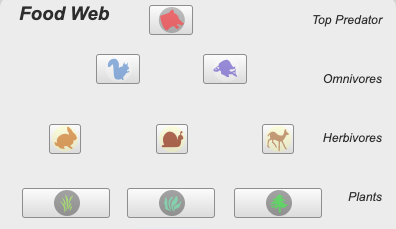 Food Web
Top Predator
Omnivores
Herbivores
Plants